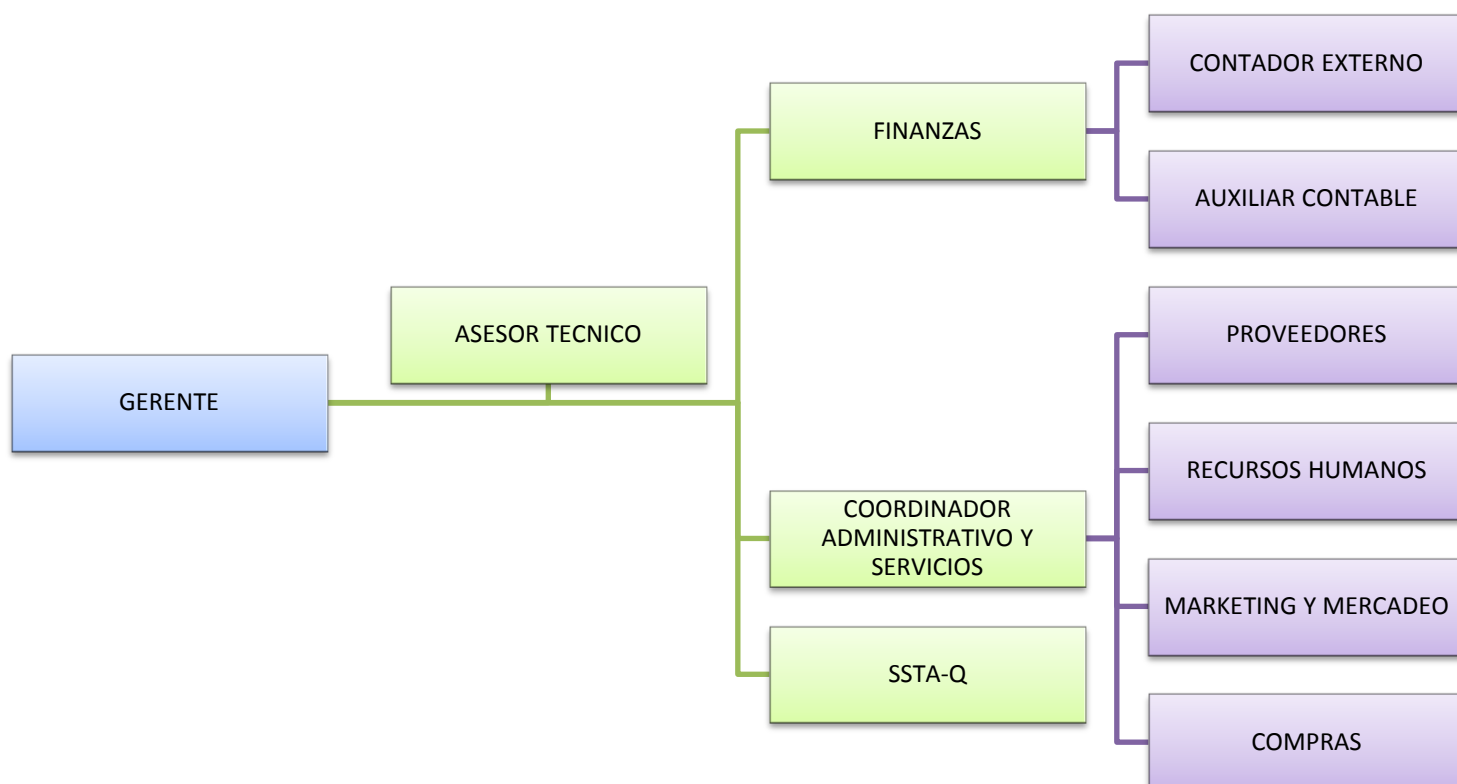 GERENTE
ASESOR TECNICO
FINANZAS
CONTADOR EXTERNO
AUXILIAR CONTABLE
COORDINADOR
ADMINISTRATIVO Y
SERVICIOS
PROVEEDORES
RECURSOS HUMANOS
MARKETING Y MERCADEO
COMPRAS
SSTA-Q